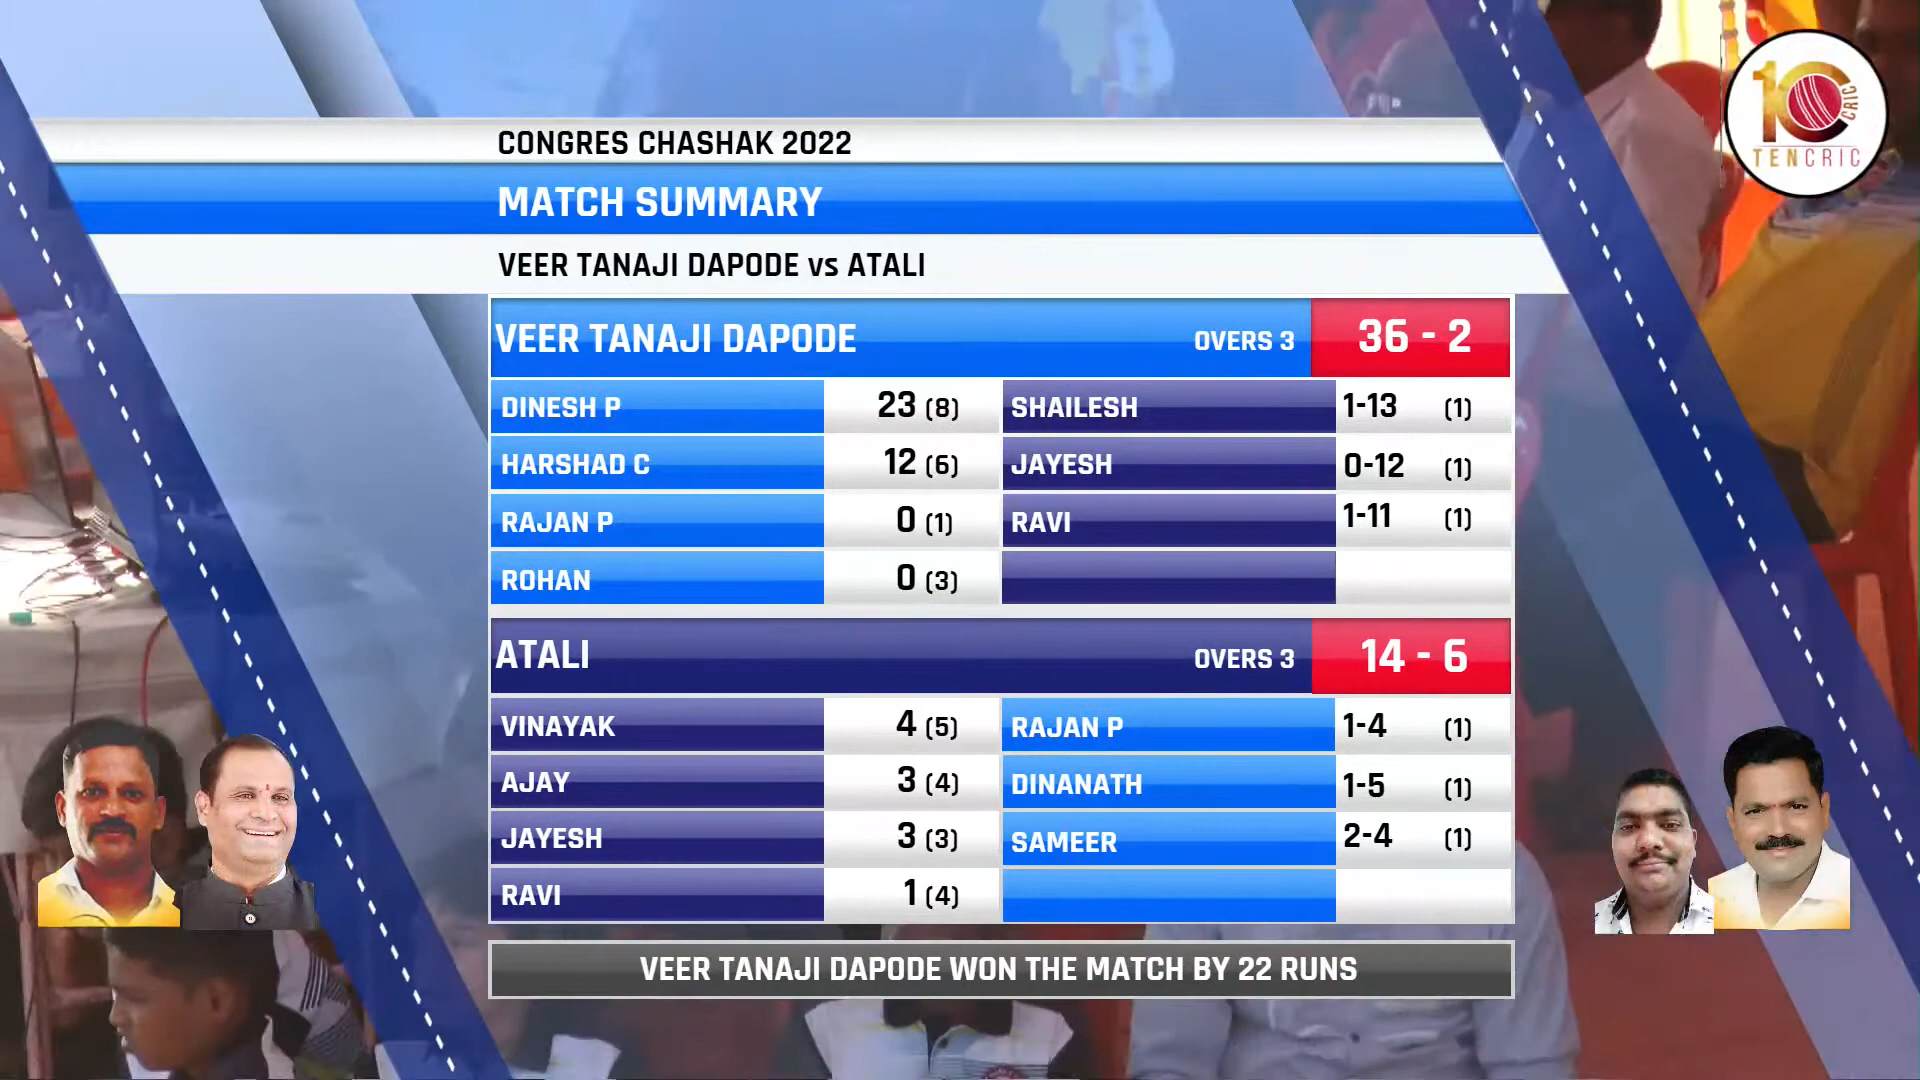 10 CRIC
TENCRIC
CONGRES CHASHAK 2022
MATCH SUMMARY
VEER TANAJI DAPODE vs ATALI
VEER TANAJI DAPODE OVERS 3 36 - 2
DINESH P 23 (8) SHAILESH 1-13 (1)
HARSHAD C 12 (6) JAYESH 0-12 (1)
RAJAN P 0 (1) RAVI 1-11 (1)
ROHAN 0 (3)
ATALI OVERS 3 14 - 6
VINAYAK 4 (5) RAJAN P 1-4 (1)
AJAY 3 (4) DINANATH 1-5 (1)
JAYESH 3 (3) SAMEER 2-4 (1)
RAVI 1 (4)
VEER TANAJI DAPODE WON THE MATCH BY 22 RUNS